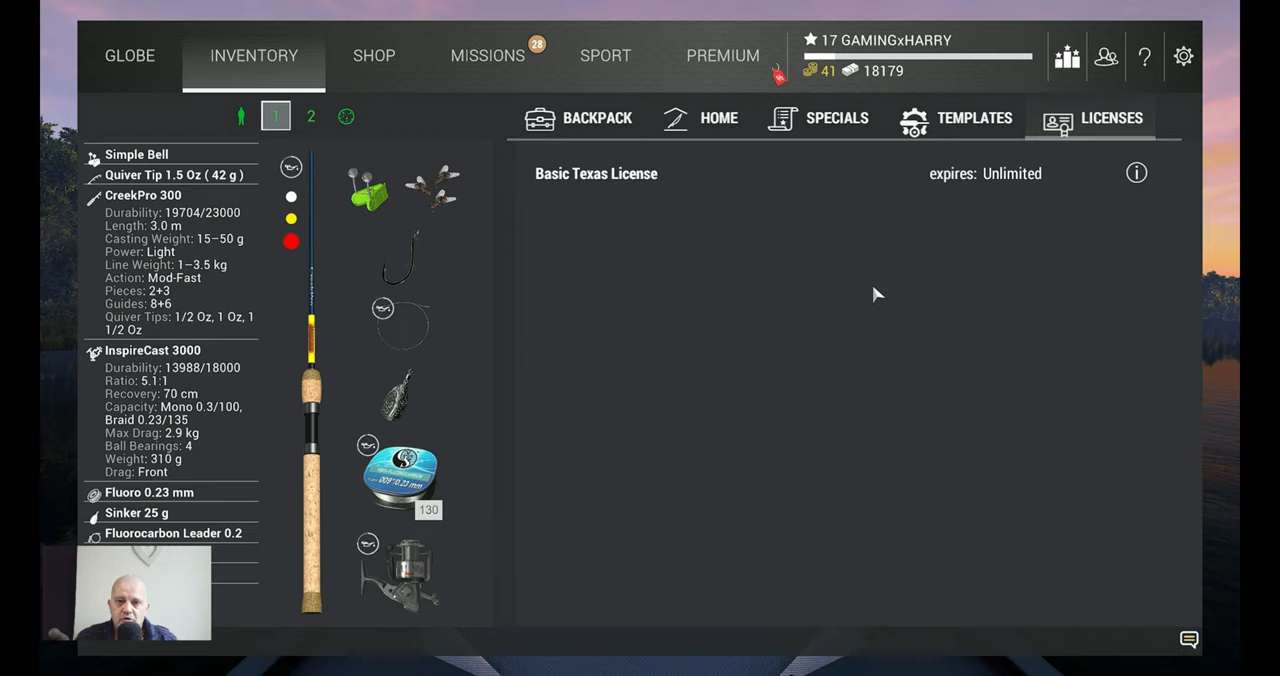 GLOBE
INVENTORY
SHOP
MISSIONS
28
SPORT
PREMIUM
17 GAMINGxHARRY
41
18179
?
1
2
BACKPACK
HOME
SPECIALS
TEMPLATES
LICENSES
Simple Bell
Quiver Tip 1.5 Oz ( 42 g )
CreekPro 300
Durability: 19704/23000
Length: 3.0 m
Casting Weight: 15–50 g
Power: Light
Line Weight: 1–3.5 kg
Action: Mod-Fast
Pieces: 2+3
Guides: 8+6
Quiver Tips: 1/2 Oz, 1 Oz, 1
1/2 Oz
InspireCast 3000
Durability: 13988/18000
Ratio: 5.1:1
Recovery: 70 cm
Capacity: Mono 0.3/100,
Braid 0.23/135
Max Drag: 2.9 kg
Ball Bearings: 4
Weight: 310 g
Drag: Front
Fluoro 0.23 mm
Sinker 25 g
Fluorocarbon Leader 0.2
130
Basic Texas License
expires: Unlimited